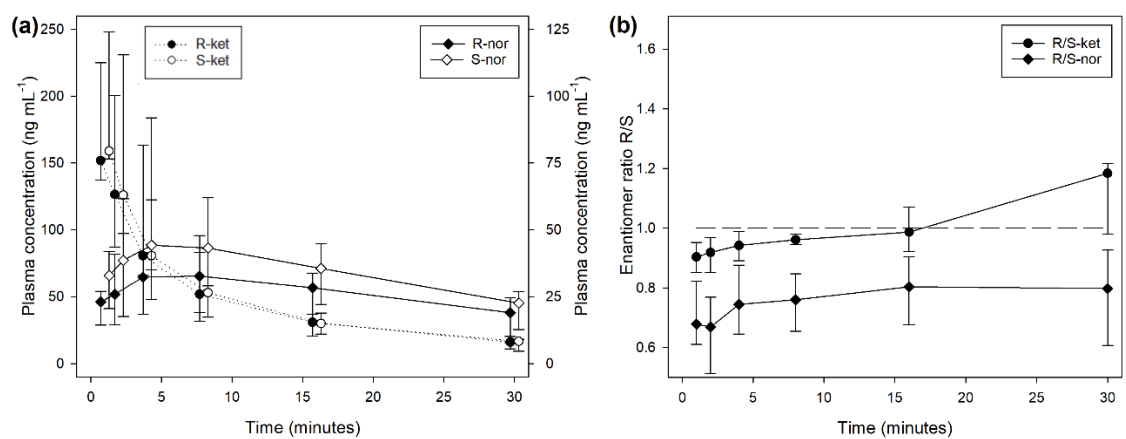 (a)
R-ket
S-ket
R-nor
S-nor
Plasma concentration (ng mL⁻¹)
250
200
150
100
50
0
Plasma concentration (ng mL⁻¹)
125
100
75
50
25
0
0 5 10 15 20 25 30
Time (minutes)
(b)
R/S-ket
R/S-nor
Enantiomer ratio R/S
1.6
1.4
1.2
1.0
0.8
0.6
0 5 10 15 20 25 30
Time (minutes)